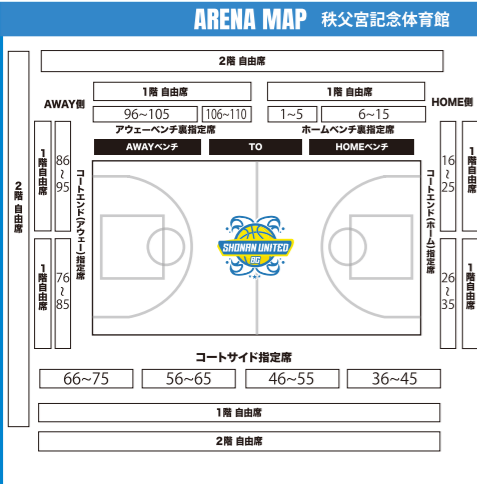 ARENA MAP 秩父宮記念体育館
2階 自由席
AWAY側
1階 自由席
1階 自由席
HOME側
96~105
106~110
1~5
6~15
アウェーベンチ裏指定席
ホームベンチ裏指定席
AWAYベンチ
TO
HOMEベンチ
2階 自由席
1階自由席
86~95
コートエンド(アウェー)指定席
1階自由席
76~85
SHONAN UNITED
BC
コートエンド(ホーム)指定席
16~25
1階自由席
26~35
1階自由席
コートサイド指定席
66~75
56~65
46~55
36~45
1階 自由席
2階 自由席